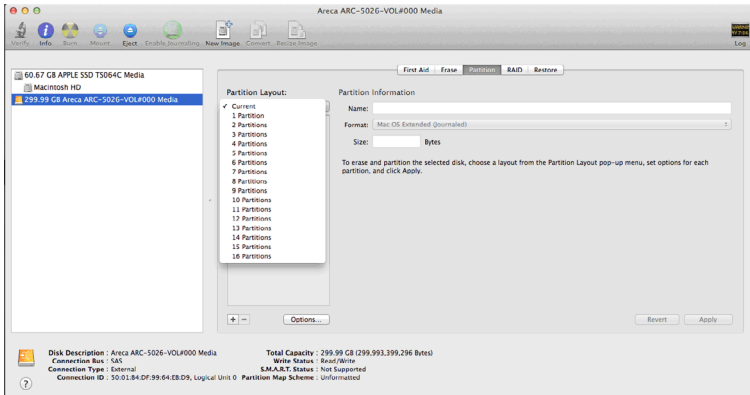 Areca ARC-5026-VOL#000 Media
Verify Info Burn Mount Eject Enable Journaling New Image Convert Resize Image Log
60.67 GB APPLE SSD TS064C Media
Macintosh HD
299.99 GB Areca ARC-5026-VOL#000 Media
First Aid Erase Partition RAID Restore
Partition Layout:
✓ Current
1 Partition
2 Partitions
3 Partitions
4 Partitions
5 Partitions
6 Partitions
7 Partitions
8 Partitions
9 Partitions
10 Partitions
11 Partitions
12 Partitions
13 Partitions
14 Partitions
15 Partitions
16 Partitions
+ −
Options...
Partition Information
Name:
Format: Mac OS Extended (Journaled)
Size: Bytes
To erase and partition the selected disk, choose a layout from the Partition Layout pop-up menu, set options for each
partition, and click Apply.
Revert Apply
Disk Description : Areca ARC-5026-VOL#000 Media
Connection Bus : SAS
Connection Type : External
Connection ID : 50:01:B4:DF:99:64:EB:D9, Logical Unit 0
Total Capacity : 299.99 GB (299,993,399,296 Bytes)
Write Status : Read/Write
S.M.A.R.T. Status : Not Supported
Partition Map Scheme : Unformatted
?